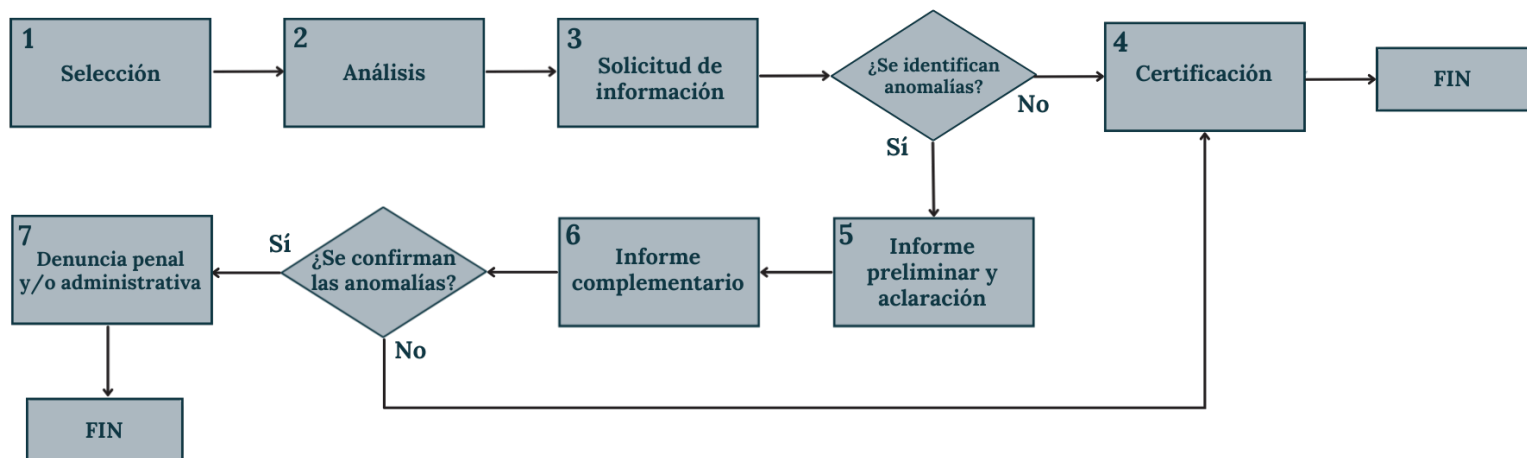 1
Selección
2
Análisis
3
Solicitud de
información
¿Se identifican
anomalías?
No
Sí
4
Certificación
FIN
5
Informe
preliminar y
aclaración
6
Informe
complementario
¿Se confirman
las anomalías?
Sí
No
7
Denuncia penal
y/o administrativa
FIN